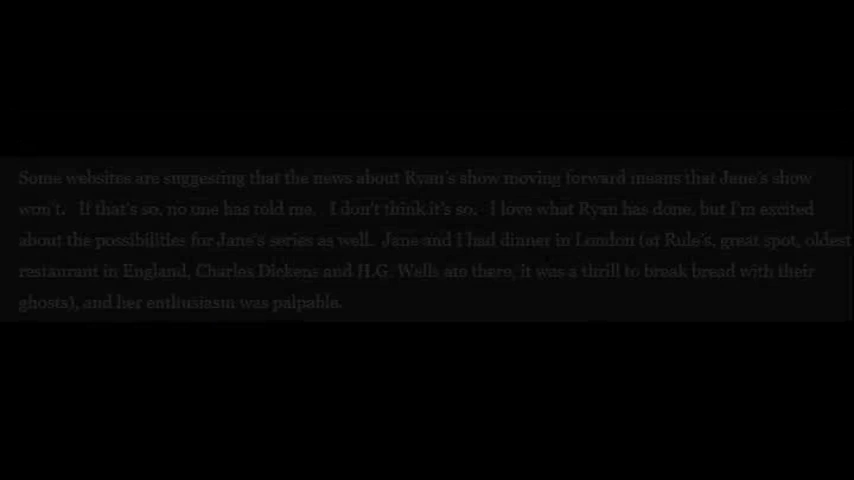 Some websites are suggesting that the news about Ryan's show moving forward means that Jane's show
won't. If that's so, no one has told me. I don't think it's so. I love what Ryan has done, but I'm excited
about the possibilities for Jane's series as well. Jane and I had dinner in London (at Rule's, great spot, oldest
restaurant in England, Charles Dickens and H.G. Wells ate there, it was a thrill to break bread with their
ghosts), and her enthusiasm was palpable.